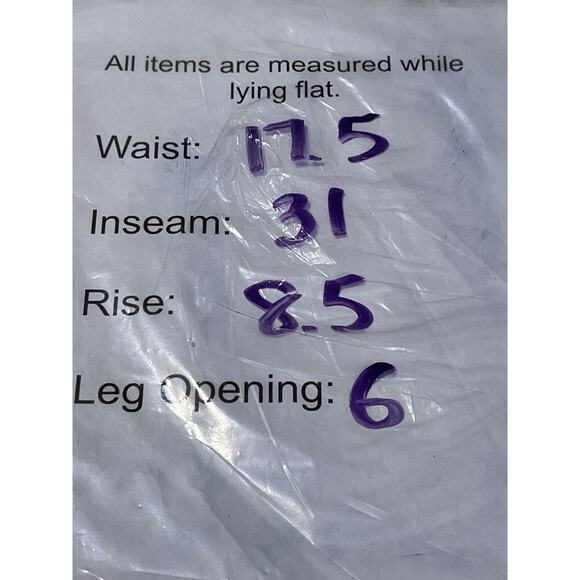 All items are measured while
lying flat.
Waist: 17.5
Inseam: 31
Rise: 8.5
Leg Opening: 6